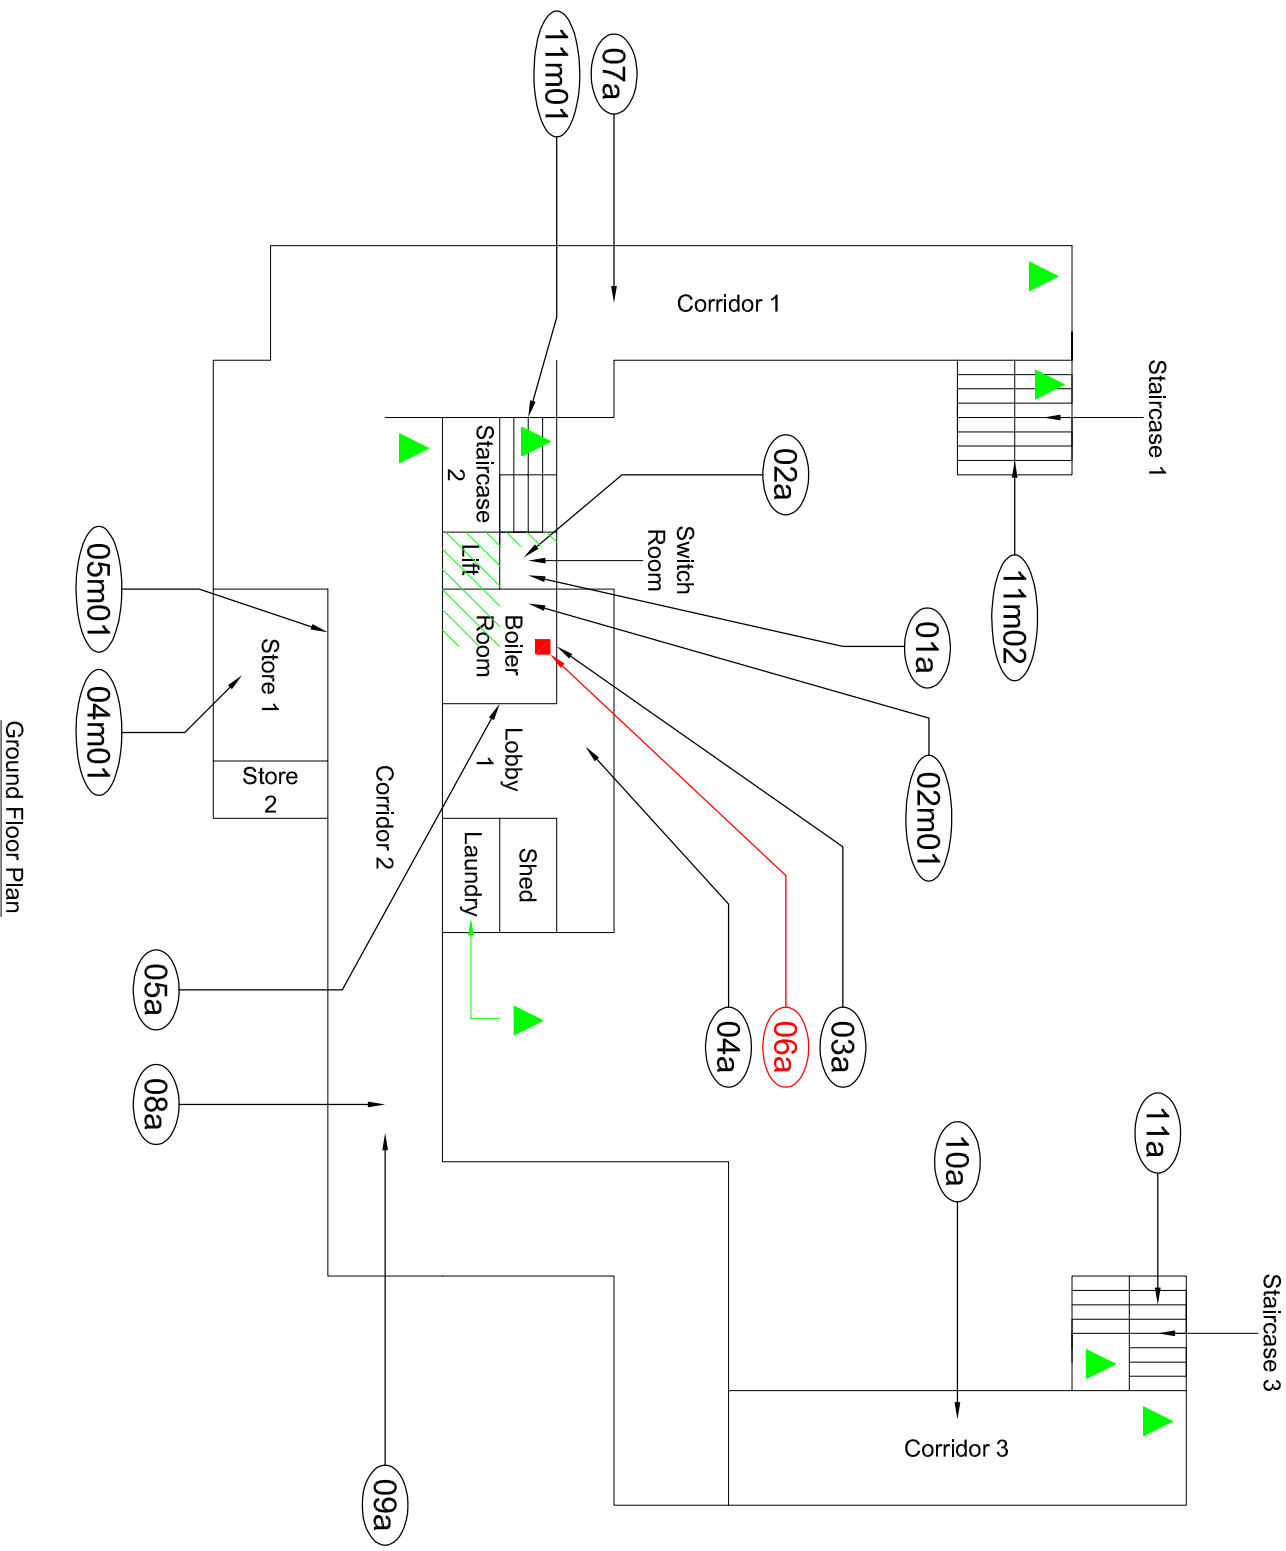 Staircase 3
Staircase 1
11a
11m02
10a
01a
02m01
03a
02a
06a
04a
Switch
Room
Corridor 1
Corridor 3
07a
11m01
Staircase
2
Lift
Boiler
Room
Lobby
1
Shed
Laundry
Corridor 2
09a
Store 1
Store
2
05a
08a
05m01
04m01
Ground Floor Plan